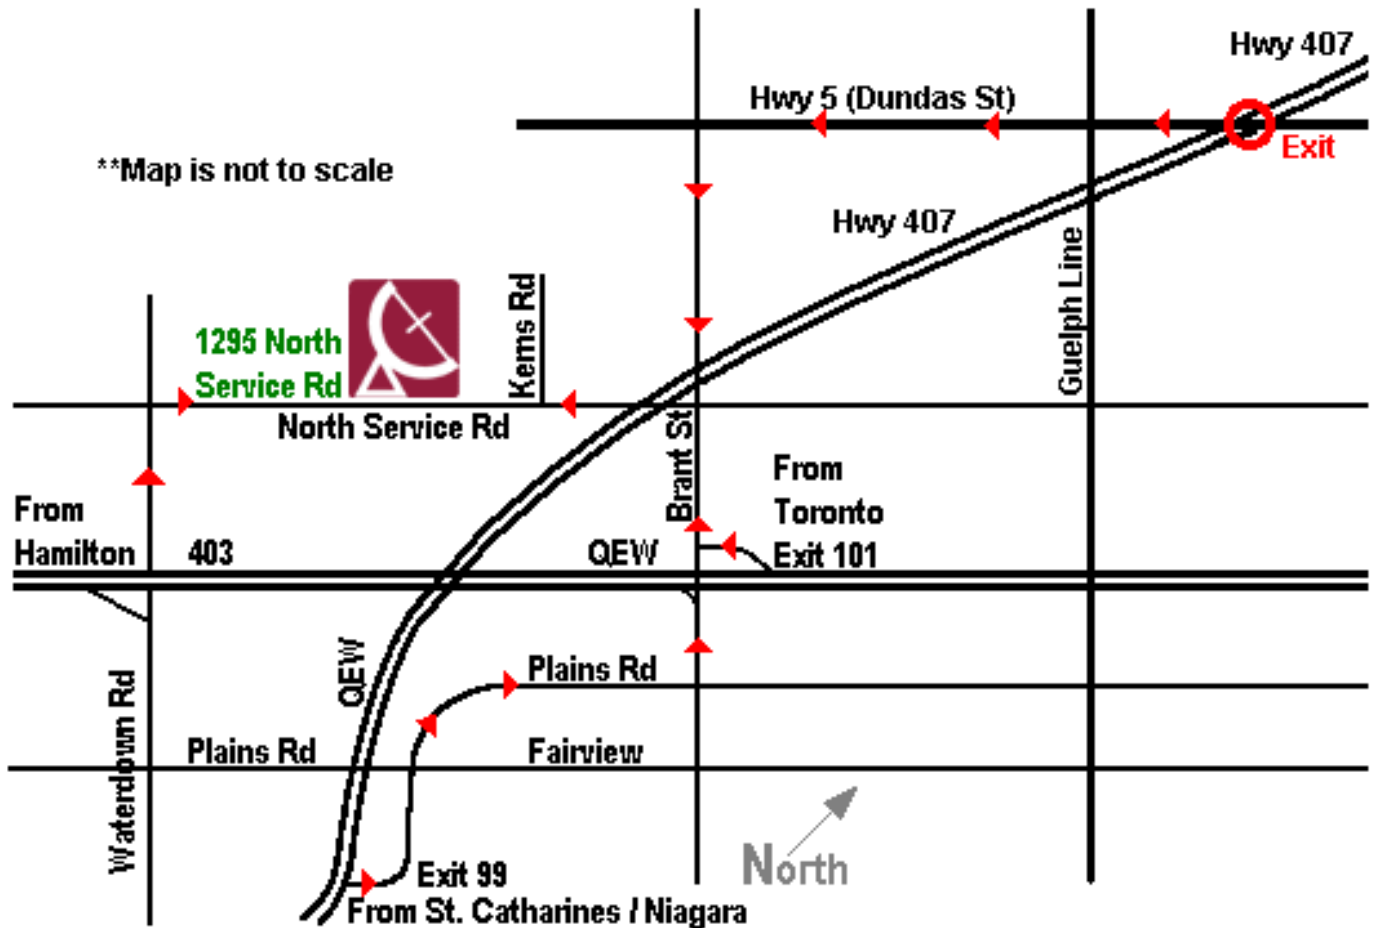 Hwy 407
Hwy 5 (Dundas St)
Exit
**Map is not to scale
Hwy 407
Guelph Line
Kerns Rd
1295 North
Service Rd
North Service Rd
Brant St
From
Toronto
Exit 101
From
Hamilton
403
QEW
QEW
Plains Rd
Waterdown Rd
Plains Rd
Fairview
North
Exit 99
From St. Catharines / Niagara